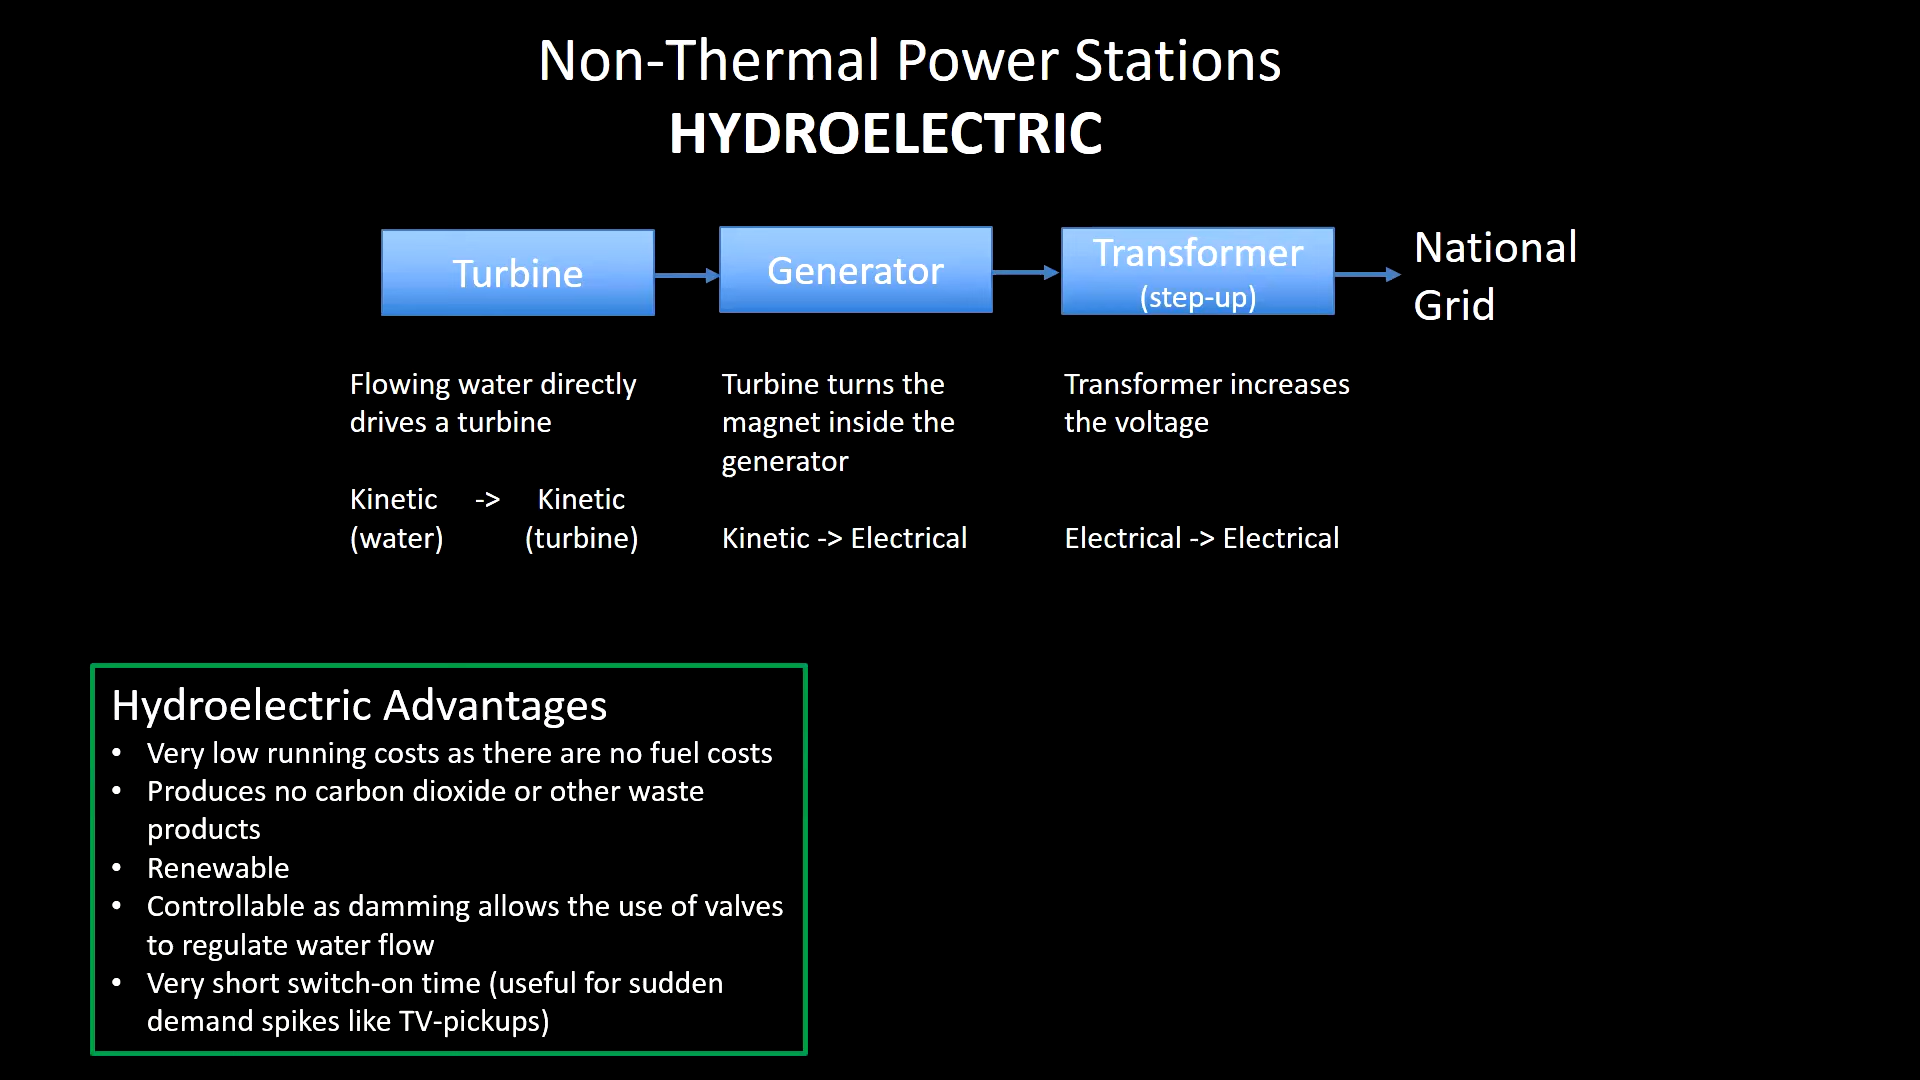 Non-Thermal Power Stations
HYDROELECTRIC
Turbine
Generator
Transformer
(step-up)
National
Grid
Flowing water directly
drives a turbine
Kinetic -> Kinetic
(water) (turbine)
Turbine turns the
magnet inside the
generator
Kinetic -> Electrical
Transformer increases
the voltage
Electrical -> Electrical
Hydroelectric Advantages
• Very low running costs as there are no fuel costs
• Produces no carbon dioxide or other waste
products
• Renewable
• Controllable as damming allows the use of valves
to regulate water flow
• Very short switch-on time (useful for sudden
demand spikes like TV-pickups)